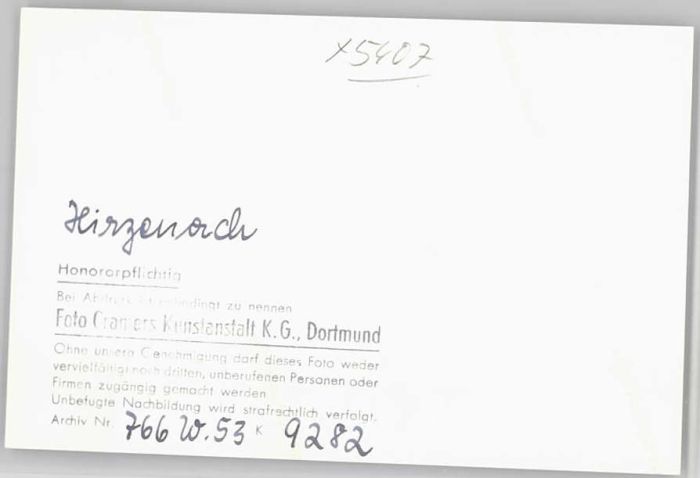 x5407
Hirzenach
Honorarpflichtig
Bei Abdruck ist unbedingt zu nennen
Foto Cramers Kunstanstalt K.G., Dortmund
Ohne unsere Genehmigung darf dieses Foto weder
vervielfältigt noch dritten, unberufenen Personen oder
Firmen zugängig gemacht werden
Unbefugte Nachbildung wird strafrechtlich verfolgt.
Archiv Nr. 766 W. 53 K 9282